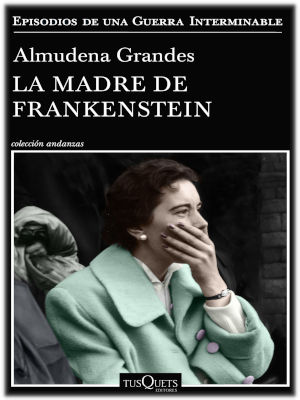 EPISODIOS DE UNA GUERRA INTERMINABLE
Almudena Grandes
LA MADRE DE
FRANKENSTEIN
colección andanzas
TUSQUETS
EDITORES